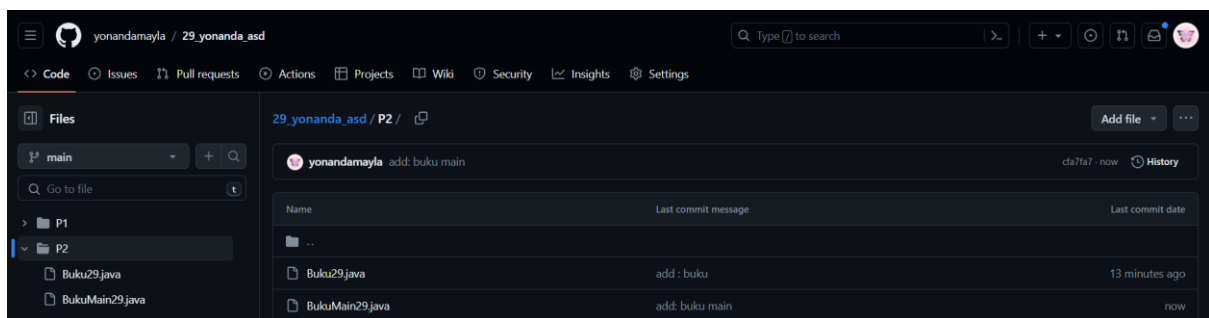 yonandamayla / 29_yonanda_asd
Type / to search
Code Issues Pull requests Actions Projects Wiki Security Insights Settings
Files
29_yonanda_asd / P2 /
Add file
main
yonandamayla add: buku main
cfa7fa7 · now History
Go to file
t
Name Last commit message Last commit date
P1
..
P2
Buku29.java
Buku29.java add : buku 13 minutes ago
BukuMain29.java
BukuMain29.java add: buku main now